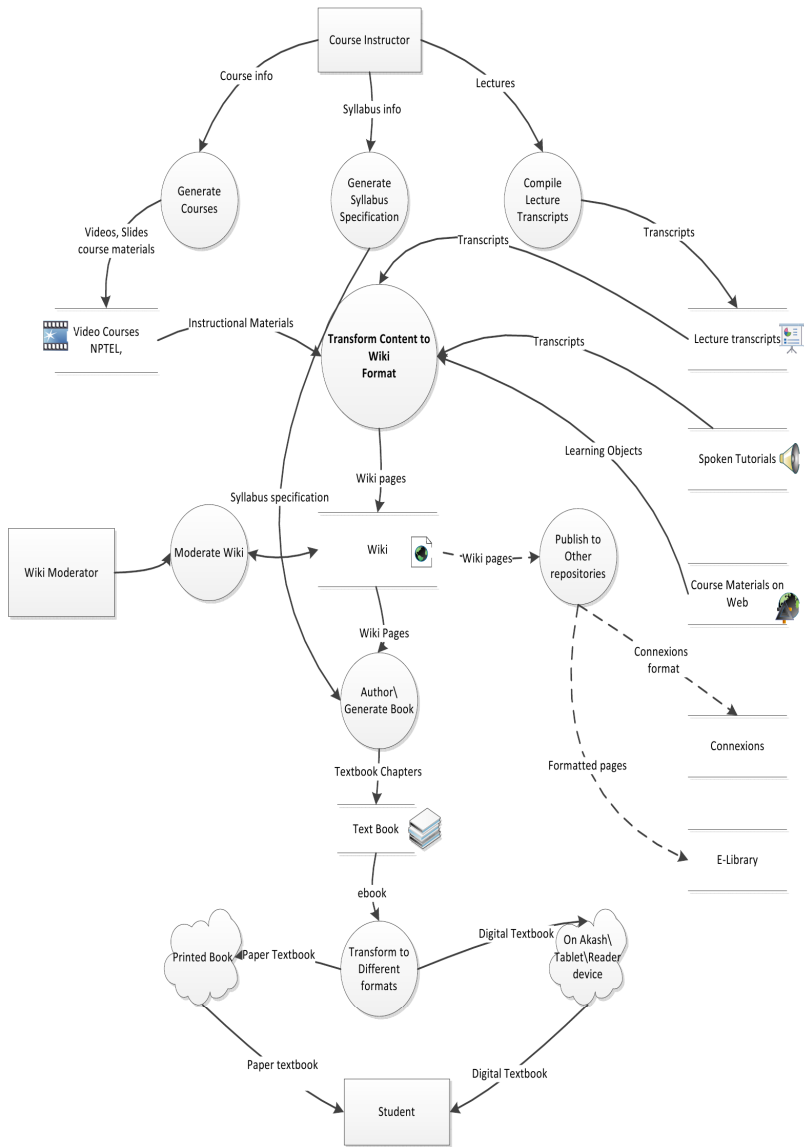 Course Instructor
Course info
Lectures
Syllabus info
Generate
Courses
Generate
Syllabus
Specification
Compile
Lecture
Transcripts
Videos, Slides
course materials
Transcripts
Transcripts
Video Courses
NPTEL,
Instructional Materials
Transform Content to
Wiki
Format
Lecture transcripts
Transcripts
Learning Objects
Spoken Tutorials
Wiki pages
Syllabus specification
Wiki Moderator
Moderate Wiki
Wiki
Wiki pages
Publish to
Other
repositories
Course Materials on
Web
Wiki Pages
Connexions
format
Author\
Generate Book
Connexions
Textbook Chapters
Formatted pages
Text Book
E-Library
ebook
Printed Book
Paper Textbook
Transform to
Different
formats
Digital Textbook
On Akash\
Tablet\Reader
device
Paper textbook
Digital Textbook
Student